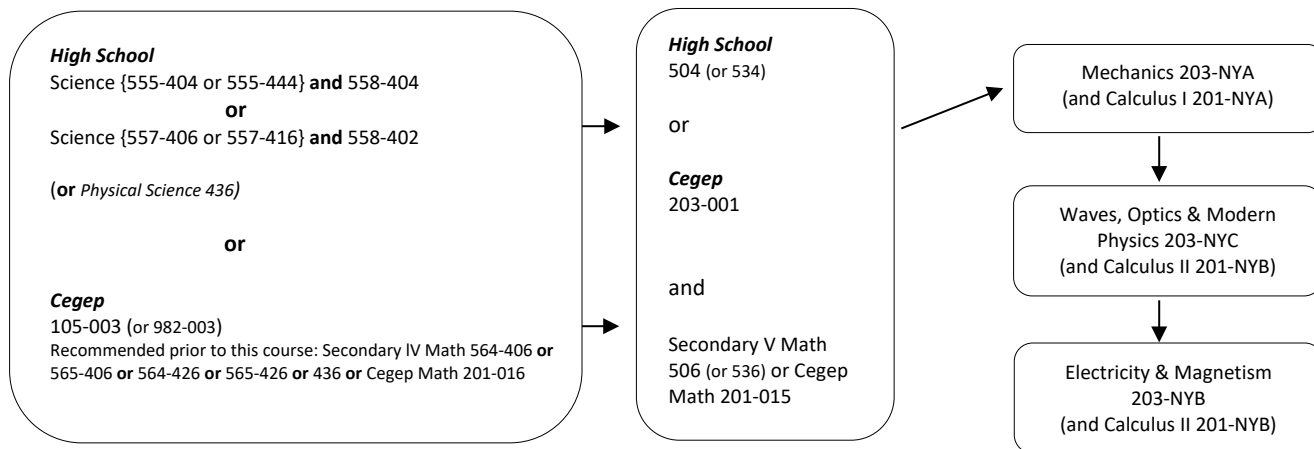 High School
Science {555-404 or 555-444} and 558-404
or
Science {557-406 or 557-416} and 558-402
(or Physical Science 436)
or
Cegep
105-003 (or 982-003)
Recommended prior to this course: Secondary lV Math 564-406 or
565-406 or 564-426 or 565-426 or 436 or Cegep Math 201-016
High School
504 (or 534)
or
Cegep
203-001
and
Secondary V Math
506 (or 536) or Cegep
Math 201-015
Mechanics 203-NYA
(and Calculus I 201-NYA)
Waves, Optics & Modern
Physics 203-NYC
(and Calculus II 201-NYB)
Electricity & Magnetism
203-NYB
(and Calculus II 201-NYB)